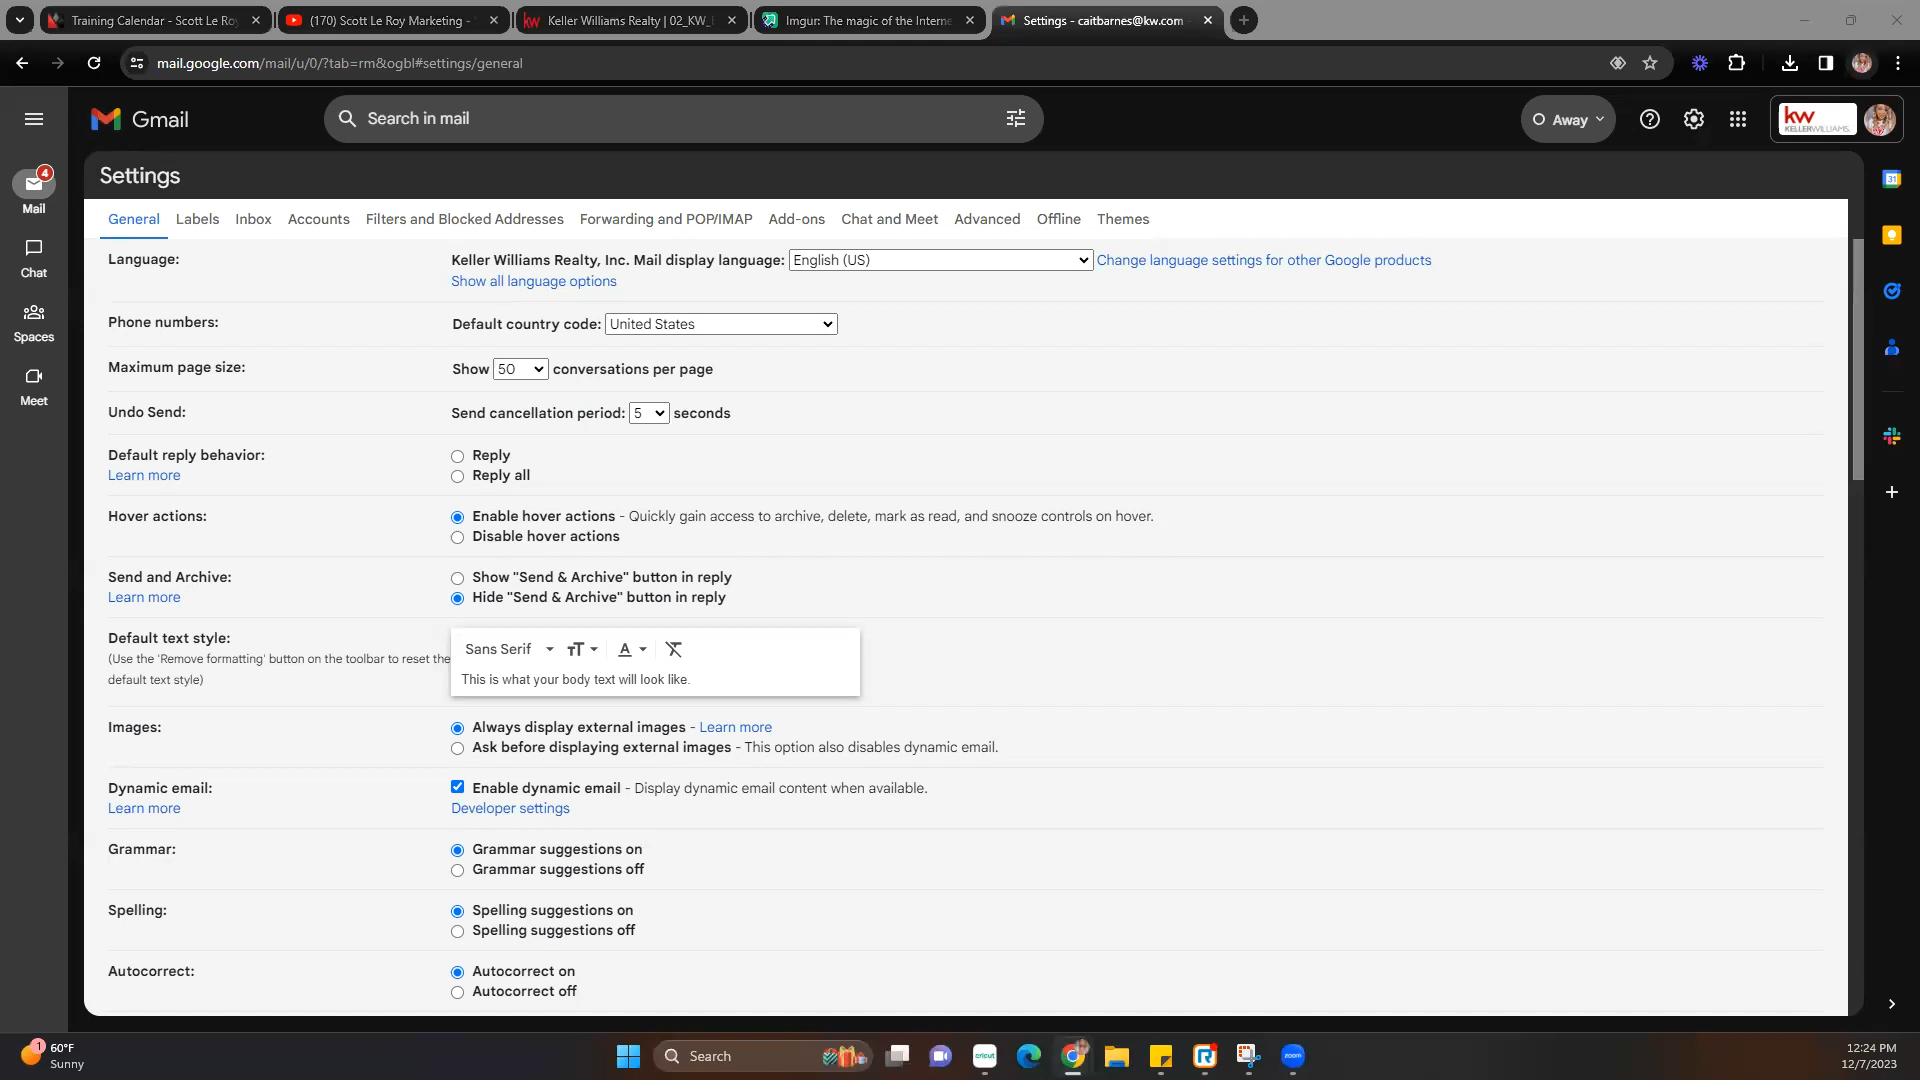 Training Calendar - Scott Le Roy
(170) Scott Le Roy Marketing -
Keller Williams Realty | 02_KW_
Imgur: The magic of the Interne
Settings - caitbarnes@kw.com
mail.google.com/mail/u/0/?tab=rm&ogbl#settings/general
Gmail
Search in mail
Away
kw
KELLERWILLIAMS.
Settings
4
Mail
Chat
Spaces
Meet
31
General Labels Inbox Accounts Filters and Blocked Addresses Forwarding and POP/IMAP Add-ons Chat and Meet Advanced Offline Themes
Language:
Keller Williams Realty, Inc. Mail display language: English (US) Change language settings for other Google products
Show all language options
Phone numbers:
Default country code: United States
Maximum page size:
Show 50 conversations per page
Undo Send:
Send cancellation period: 5 seconds
Default reply behavior:
Learn more
Reply
Reply all
Hover actions:
Enable hover actions - Quickly gain access to archive, delete, mark as read, and snooze controls on hover.
Disable hover actions
Send and Archive:
Learn more
Show "Send & Archive" button in reply
Hide "Send & Archive" button in reply
Default text style:
(Use the 'Remove formatting' button on the toolbar to reset the
default text style)
Sans Serif
This is what your body text will look like.
Images:
Always display external images - Learn more
Ask before displaying external images - This option also disables dynamic email.
Dynamic email:
Learn more
Enable dynamic email - Display dynamic email content when available.
Developer settings
Grammar:
Grammar suggestions on
Grammar suggestions off
Spelling:
Spelling suggestions on
Spelling suggestions off
Autocorrect:
Autocorrect on
Autocorrect off
1
60°F
Sunny
Search
cricut
zoom
12:24 PM
12/7/2023